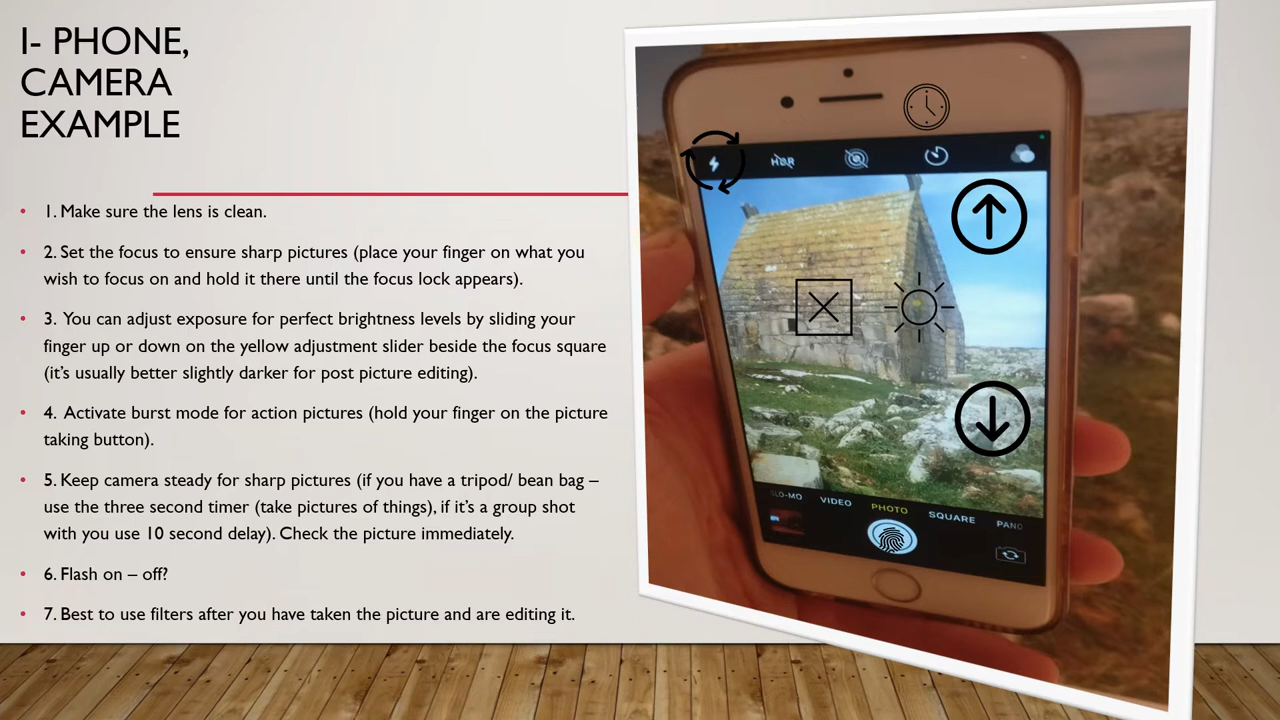 I- PHONE,
CAMERA
EXAMPLE
• 1. Make sure the lens is clean.
• 2. Set the focus to ensure sharp pictures (place your finger on what you
wish to focus on and hold it there until the focus lock appears).
• 3. You can adjust exposure for perfect brightness levels by sliding your
finger up or down on the yellow adjustment slider beside the focus square
(it’s usually better slightly darker for post picture editing).
• 4. Activate burst mode for action pictures (hold your finger on the picture
taking button).
• 5. Keep camera steady for sharp pictures (if you have a tripod/ bean bag –
use the three second timer (take pictures of things), if it’s a group shot
with you use 10 second delay). Check the picture immediately.
• 6. Flash on – off?
• 7. Best to use filters after you have taken the picture and are editing it.
HDR
SLO-MO VIDEO PHOTO SQUARE PANO